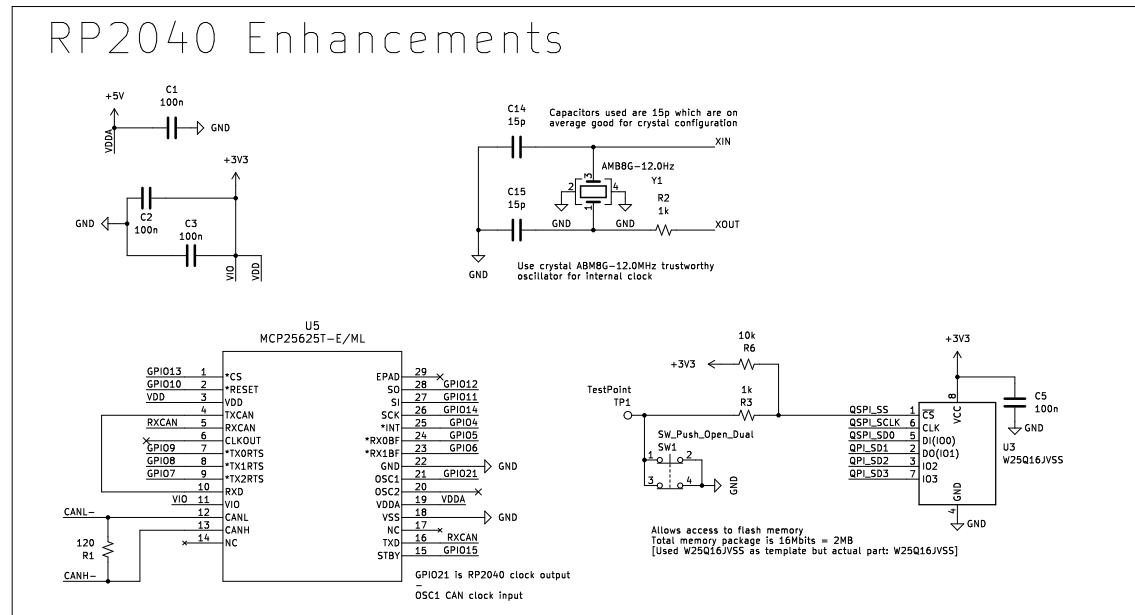 RP2040 Enhancements
+5V
C1
100n
GND
VDDA
+3V3
GND
C2
100n
C3
100n
VIO
VDD
C14
15p
Capacitors used are 15p which are on
average good for crystal configuration
XIN
AMB8G-12.0Hz
3
2
4
1
Y1
C15
15p
GND
GND
R2
1k
XOUT
GND
Use crystal ABM8G-12.0MHz trustworthy
oscillator for internal clock
U5
MCP25625T-E/ML
GPIO13 1 *CS
GPIO10 2 *RESET
VDD 3 VDD
4 TXCAN
RXCAN 5 RXCAN
6 CLKOUT
GPIO9 7 *TX0RTS
GPIO8 8 *TX1RTS
GPIO7 9 *TX2RTS
10 RXD
VIO 11 VIO
CANL- 12 CANL
13 CANH
14 NC
120
R1
CANH-
EPAD 29
SO 28 GPIO12
SI 27 GPIO11
SCK 26 GPIO14
*INT 25 GPIO4
*RX0BF 24 GPIO5
*RX1BF 23 GPIO6
GND 22 GND
OSC1 21 GPIO21
OSC2 20
VDDA 19 VDDA
VSS 18 GND
NC 17
TXD 16 RXCAN
STBY 15 GPIO15
GPIO21 is RP2040 clock output
–
OSC1 CAN clock input
10k
R6
+3V3
TestPoint
TP1
1k
R3
SW_Push_Open_Dual
SW1
1 2
3 4
GND
+3V3
C5
100n
GND
8
VCC
QSPI_SS 1 CS
QSPI_SCLK 6 CLK
QSPI_SD0 5 DI(IO0)
QPI_SD1 2 DO(IO1)
QPI_SD2 3 IO2
QPI_SD3 7 IO3
U3
W25Q16JVSS
GND
4
GND
Allows access to flash memory
Total memory package is 16Mbits = 2MB
[Used W25Q16JVSS as template but actual part: W25Q16JVSS]